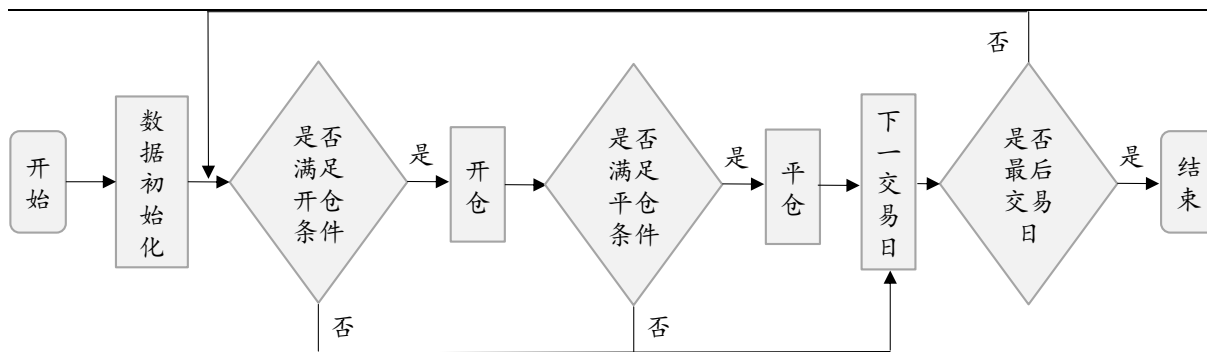 否
开
始
数
据
初
始
化
是否
满足
开仓
条件
是
开
仓
是否
满足
平仓
条件
是
平
仓
下
一
交
易
日
是否
最后
交易
日
是
结
束
否
否